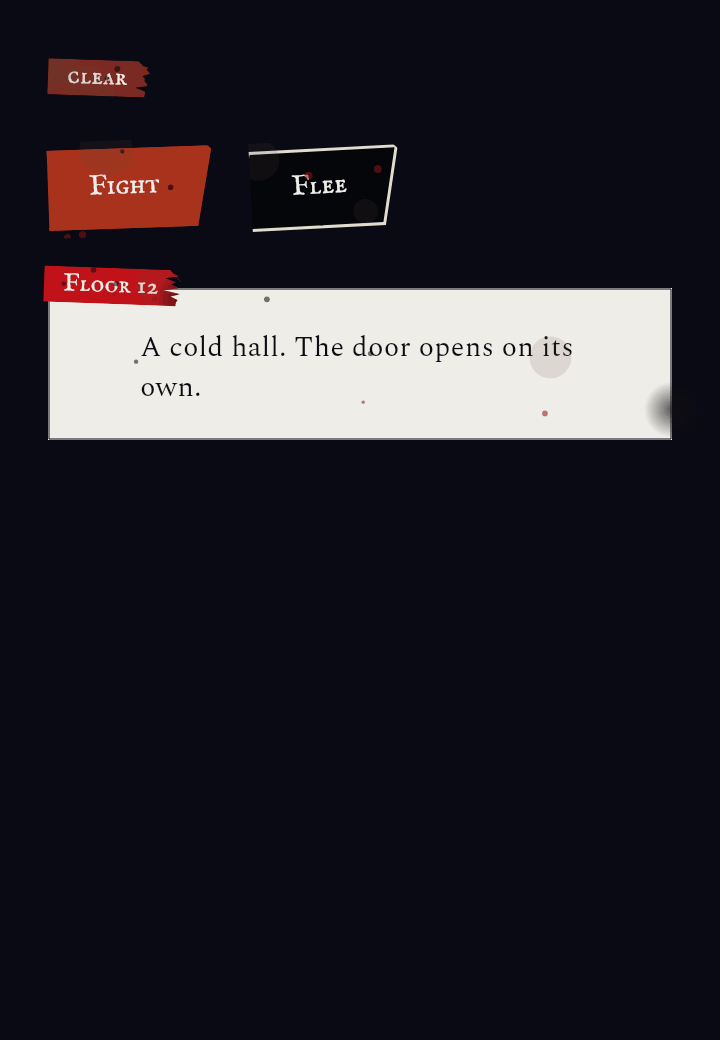 Clear
Fight
Flee
Floor 12
A cold hall. The door opens on its
own.